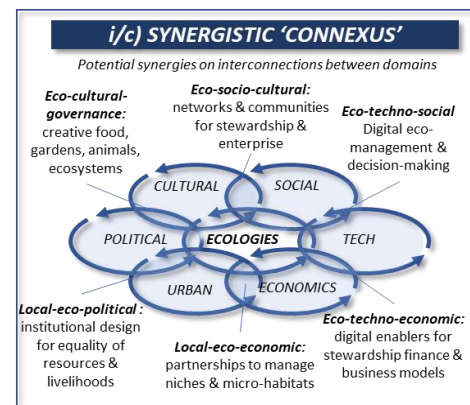 i/c) SYNERGISTIC ‘CONNEXUS’
Potential synergies on interconnections between domains
Eco-cultural-
governance:
creative food,
gardens, animals,
ecosystems
Eco-socio-cultural:
networks & communities
for stewardship &
enterprise
Eco-techno-social
Digital eco-
management &
decision-making
CULTURAL
SOCIAL
POLITICAL
ECOLOGIES
TECH
URBAN
ECONOMICS
Local-eco-political :
institutional design
for equality of
resources &
livelihoods
Local-eco-economic:
partnerships to manage
niches & micro-habitats
Eco-techno-economic:
digital enablers for
stewardship finance &
business models